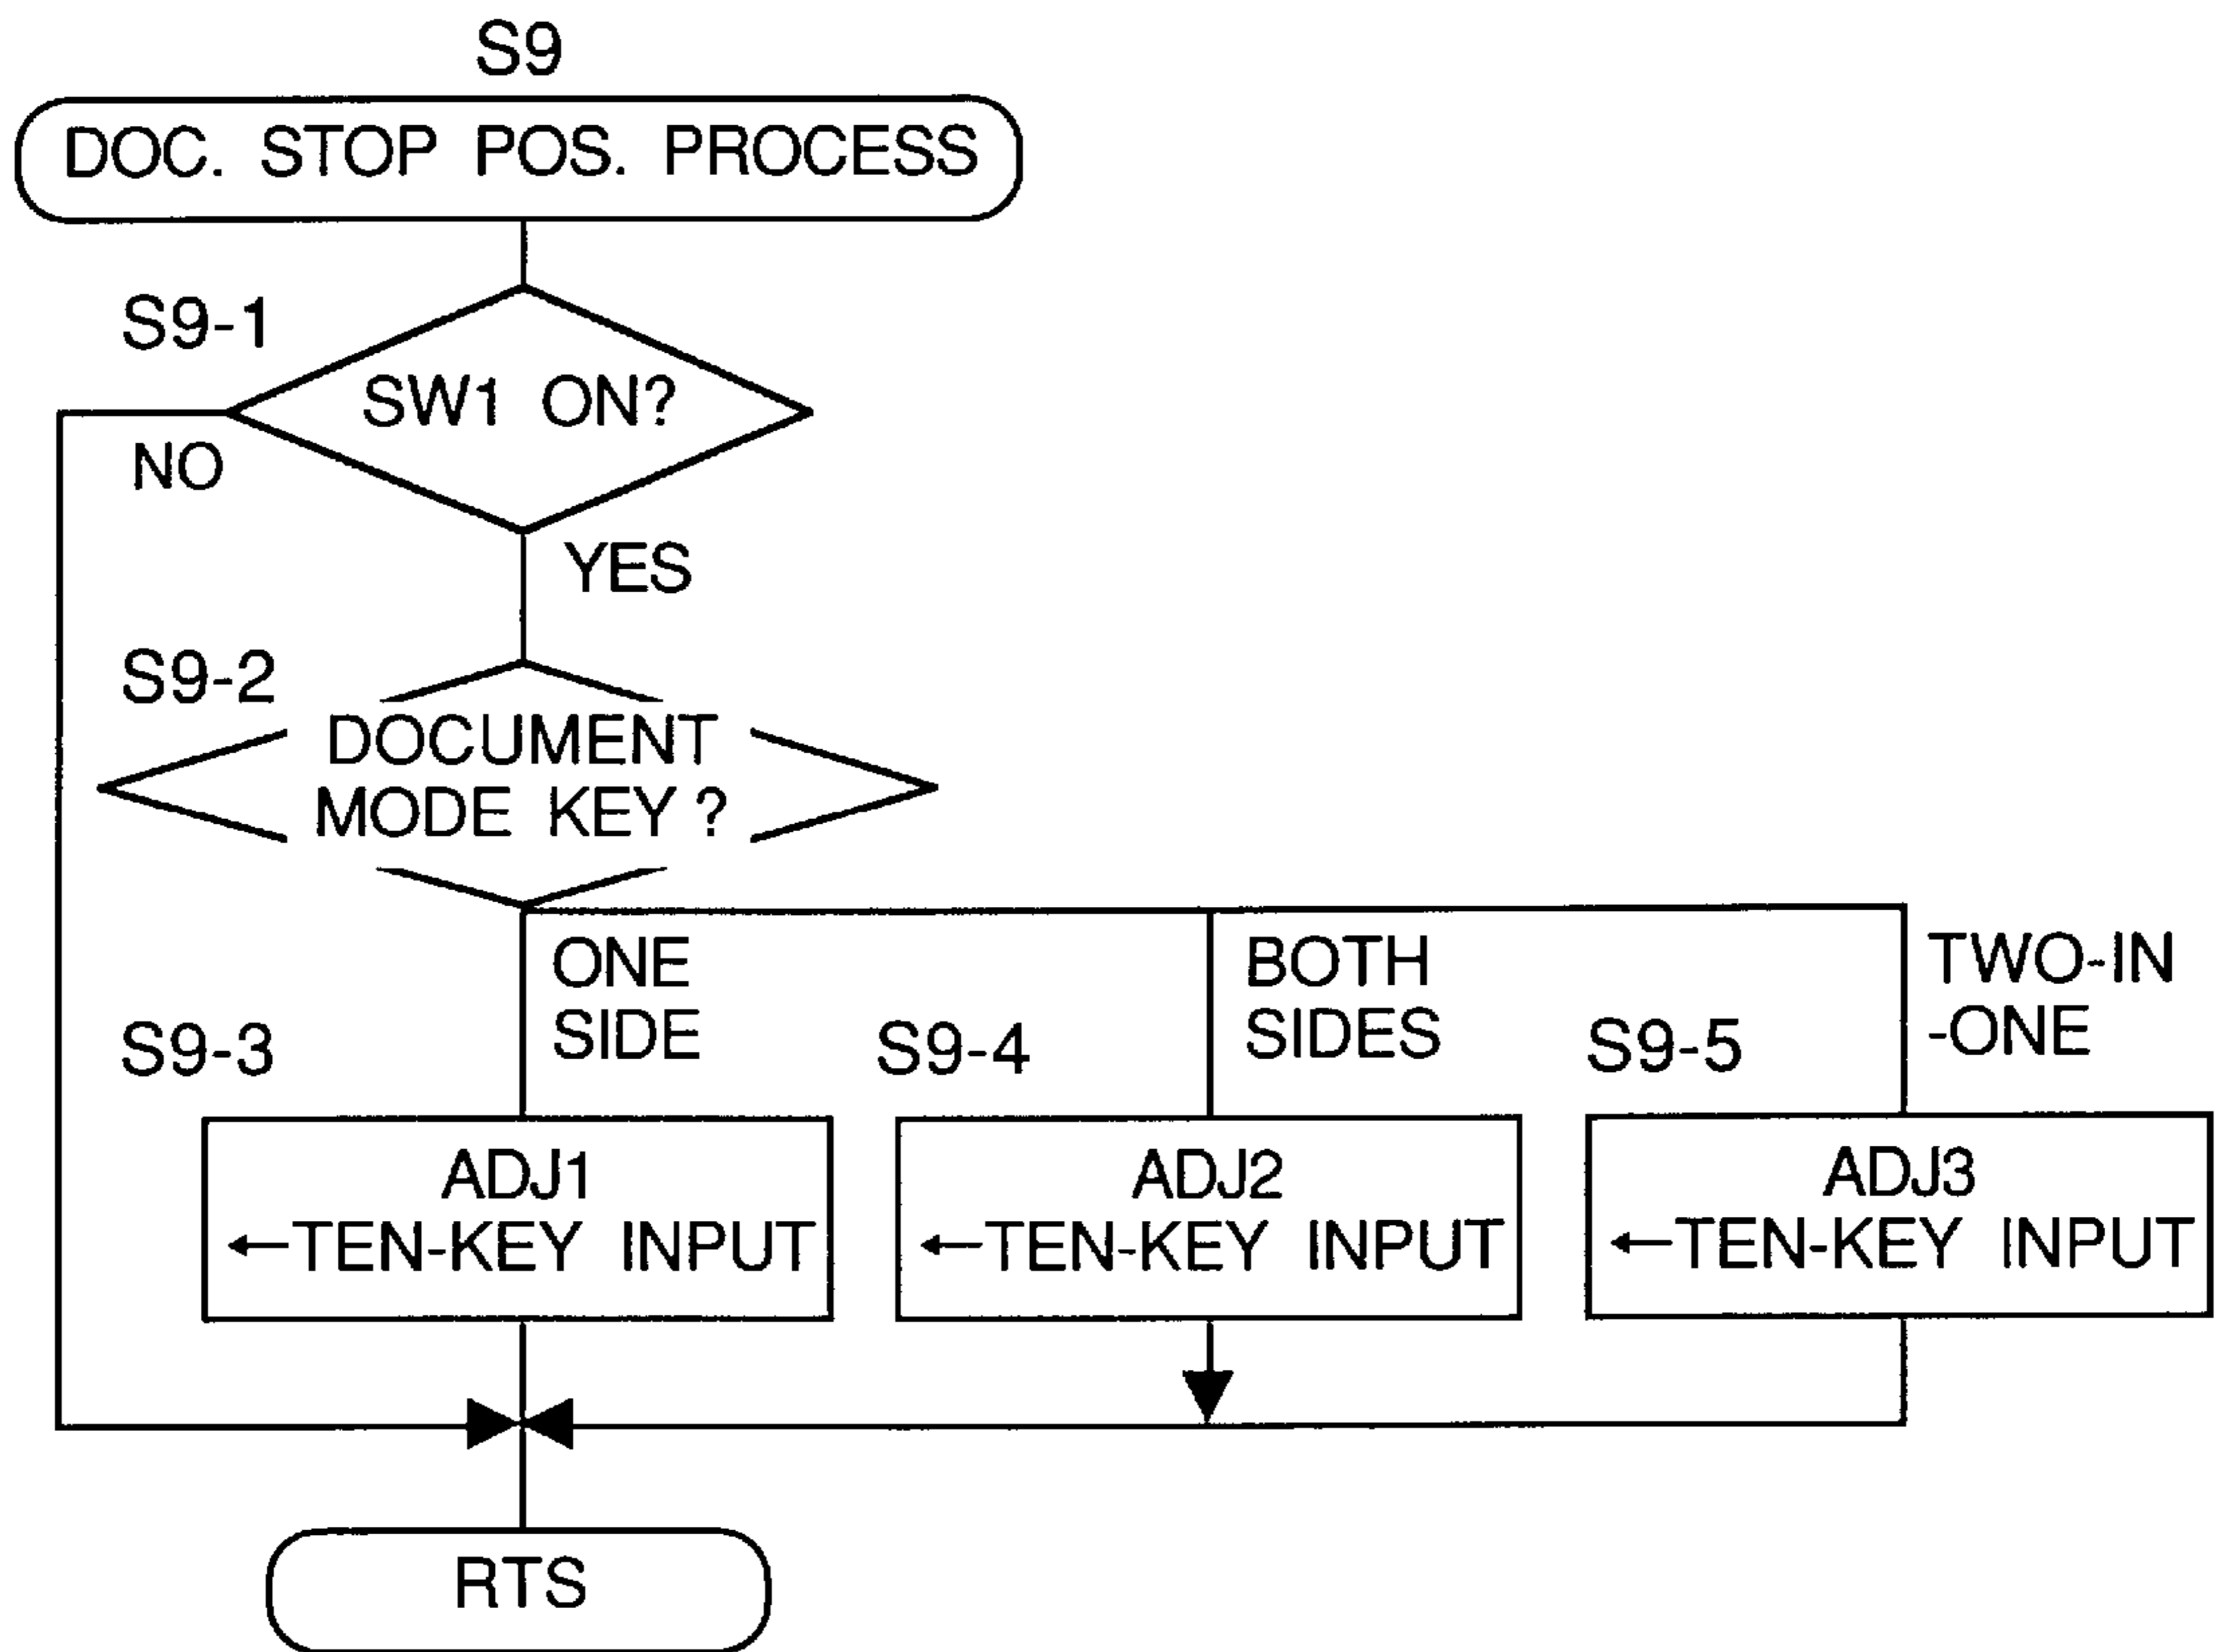 S9
DOC. STOP POS. PROCESS
S9-1
SW1 ON?
NO
YES
S9-2
DOCUMENT
MODE KEY?
ONE
SIDE
BOTH
SIDES
TWO-IN
-ONE
S9-3
S9-4
S9-5
ADJ1
←TEN-KEY INPUT
ADJ2
←TEN-KEY INPUT
ADJ3
←TEN-KEY INPUT
RTS